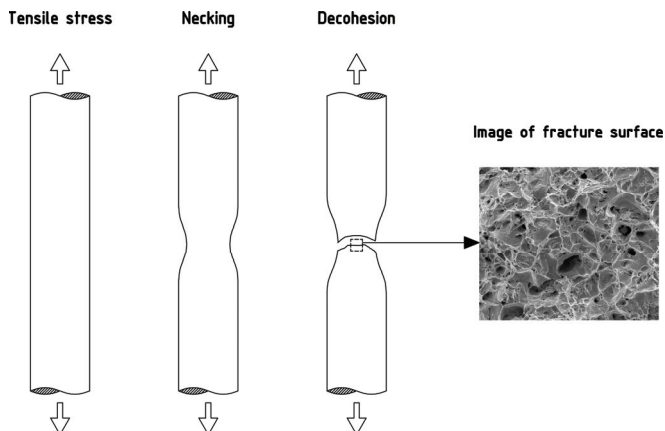 Tensile stress
Necking
Decohesion
Image of fracture surface